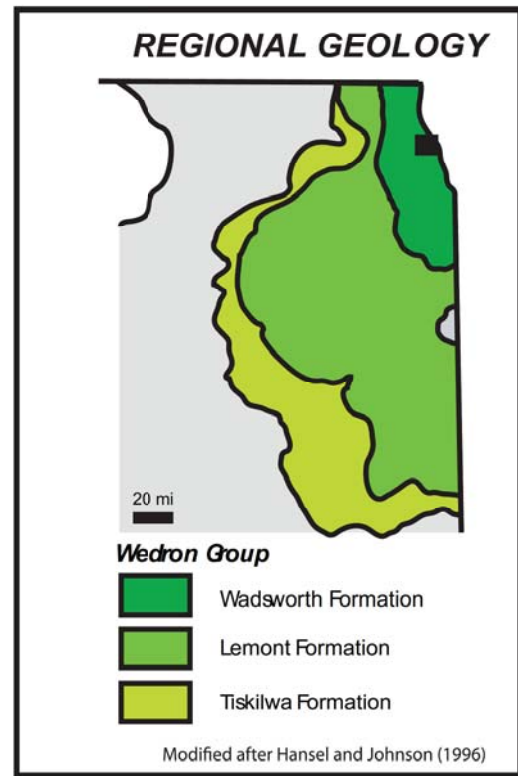 REGIONAL GEOLOGY
20 mi
Wedron Group
Wadsworth Formation
Lemont Formation
Tiskilwa Formation
Modified after Hansel and Johnson (1996)